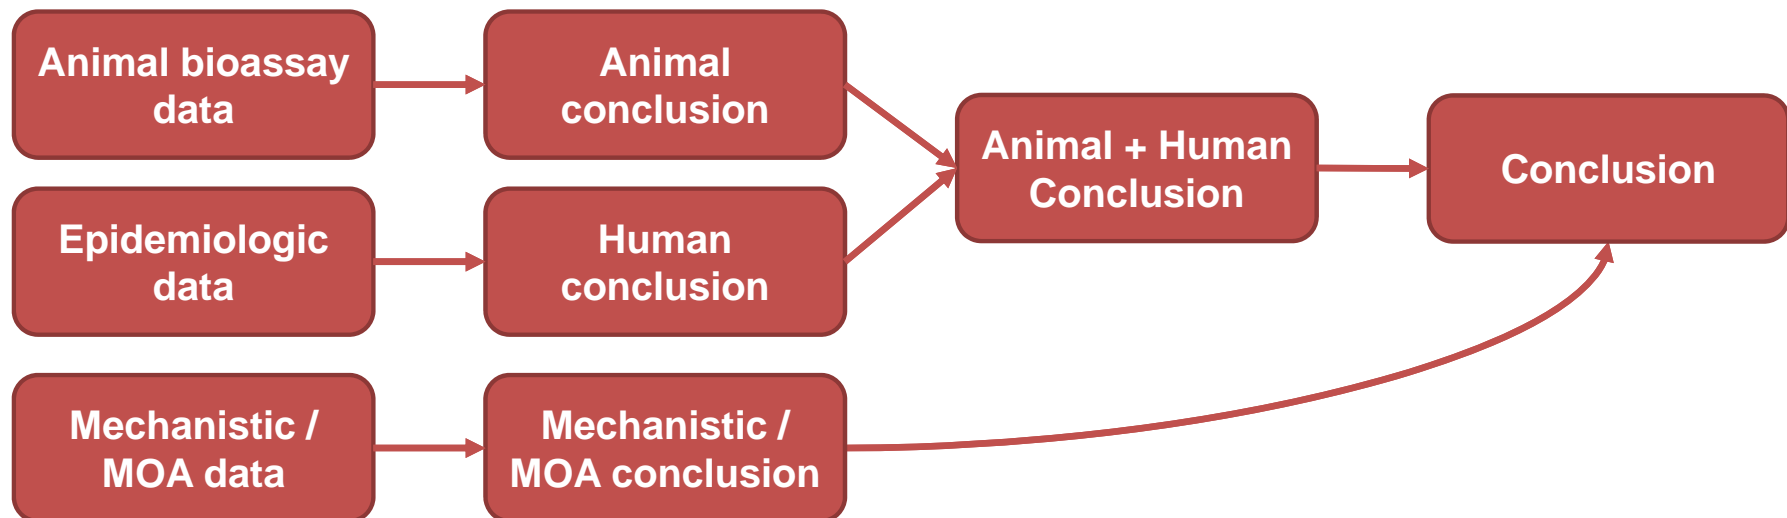 Animal bioassay
data
Animal
conclusion
Animal + Human
Conclusion
Conclusion
Epidemiologic
data
Human
conclusion
Mechanistic /
MOA data
Mechanistic /
MOA conclusion